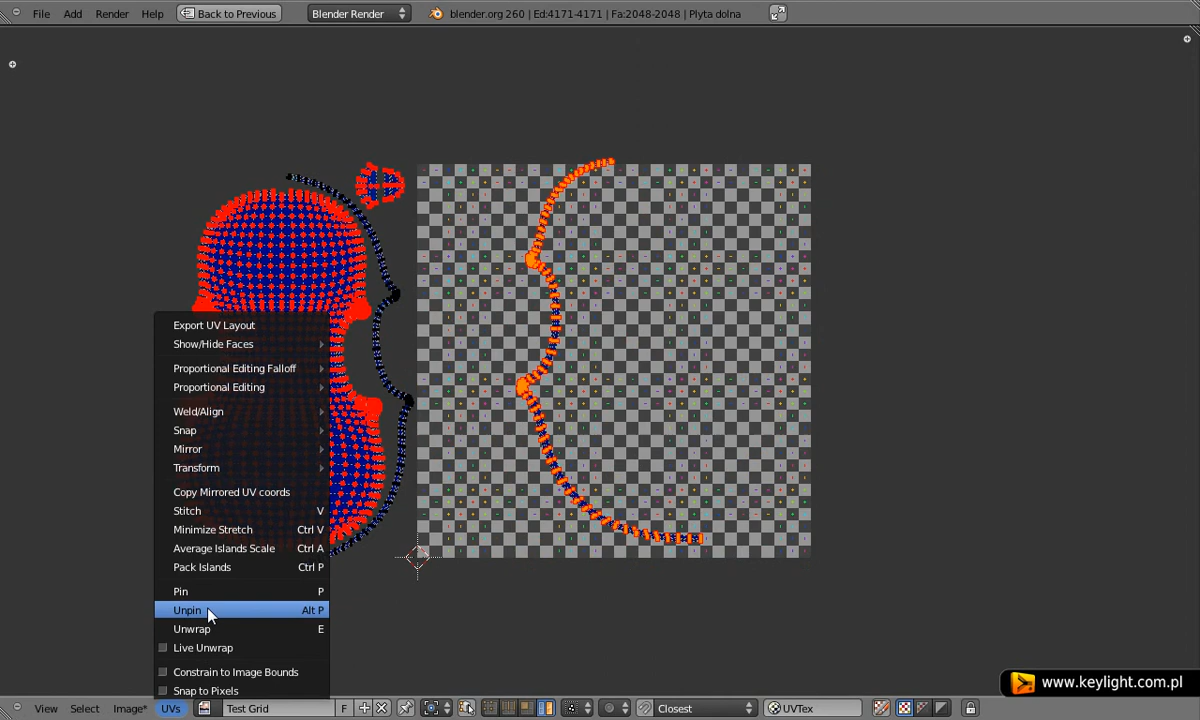 File Add Render Help Back to Previous Blender Render blender.org 260 | Ed:4171-4171 | Fa:2048-2048 | Plyta dolna
Export UV Layout
Show/Hide Faces
Proportional Editing Falloff
Proportional Editing
Weld/Align
Snap
Mirror
Transform
Copy Mirrored UV coords
Stitch V
Minimize Stretch Ctrl V
Average Islands Scale Ctrl A
Pack Islands Ctrl P
Pin P
Unpin Alt P
Unwrap E
Live Unwrap
Constrain to Image Bounds
Snap to Pixels
www.keylight.com.pl
View Select Image* UVs Test Grid F Closest UVTex